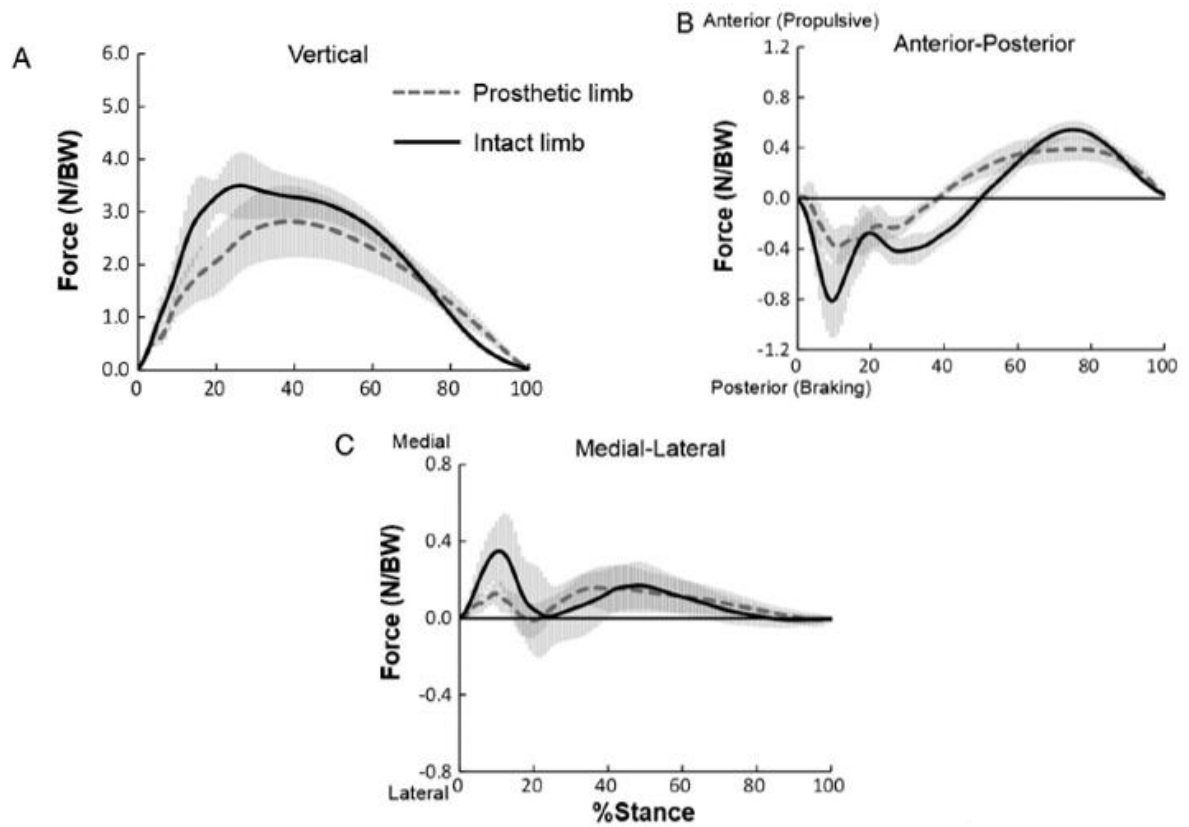 A
Vertical
6.0
5.0
4.0
3.0
2.0
1.0
0.0
Force (N/BW)
0 20 40 60 80 100
Prosthetic limb
Intact limb
B
Anterior (Propulsive)
Anterior-Posterior
1.2
0.8
0.4
0.0
-0.4
-0.8
-1.2
Force (N/BW)
0 20 40 60 80 100
Posterior (Braking)
C
Medial
Medial-Lateral
0.8
0.4
0.0
-0.4
-0.8
Force (N/BW)
Lateral
0 20 40 60 80 100
%Stance